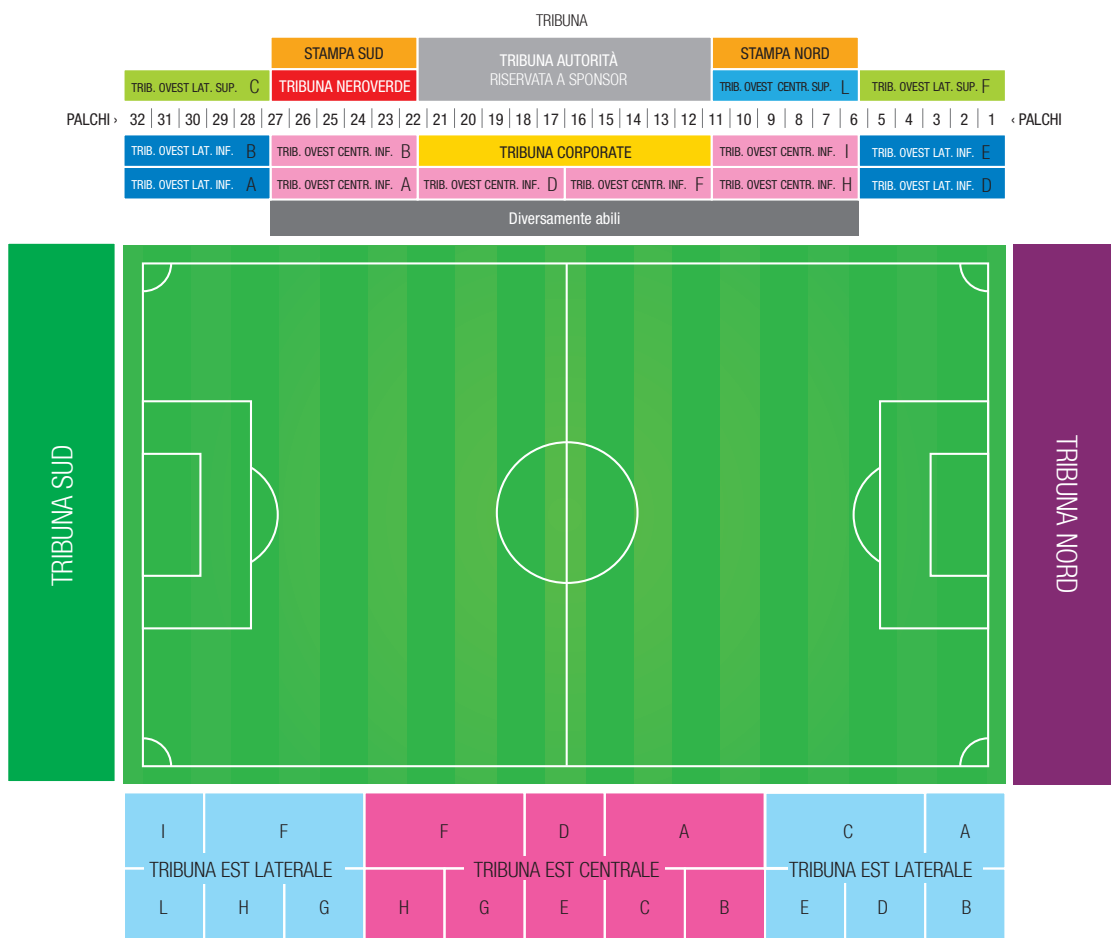 TRIBUNA
STAMPA SUD
TRIBUNA AUTORITÀ
RISERVATA A SPONSOR
STAMPA NORD
TRIB. OVEST LAT. SUP. C
TRIBUNA NEROVERDE
TRIB. OVEST CENTR. SUP. L
TRIB. OVEST LAT. SUP. F
PALCHI › 32 31 30 29 28 27 26 25 24 23 22 21 20 19 18 17 16 15 14 13 12 11 10 9 8 7 6 5 4 3 2 1 ‹ PALCHI
TRIB. OVEST LAT. INF. B
TRIB. OVEST CENTR. INF. B
TRIBUNA CORPORATE
TRIB. OVEST CENTR. INF. I
TRIB. OVEST LAT. INF. E
TRIB. OVEST LAT. INF. A
TRIB. OVEST CENTR. INF. A
TRIB. OVEST CENTR. INF. D
TRIB. OVEST CENTR. INF. F
TRIB. OVEST CENTR. INF. H
TRIB. OVEST LAT. INF. D
Diversamente abili
TRIBUNA SUD
TRIBUNA NORD
I F F D A C A
TRIBUNA EST LATERALE
TRIBUNA EST CENTRALE
TRIBUNA EST LATERALE
L H G H G E C B E D B